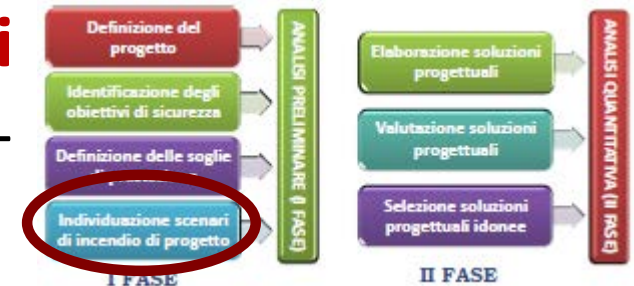 i
Definizione del
progetto
Identificazione degli
obiettivi di sicurezza
Definizione delle soglie
Individuazione scenari
di incendio di progetto
ANALISI PRELIMINARE (I FASE)
I FASE
Elaborazione soluzioni
progettuali
Valutazione soluzioni
progettuali
Selezione soluzioni
progettuali idonee
ANALISI QUANTITATIVA (II FASE)
II FASE